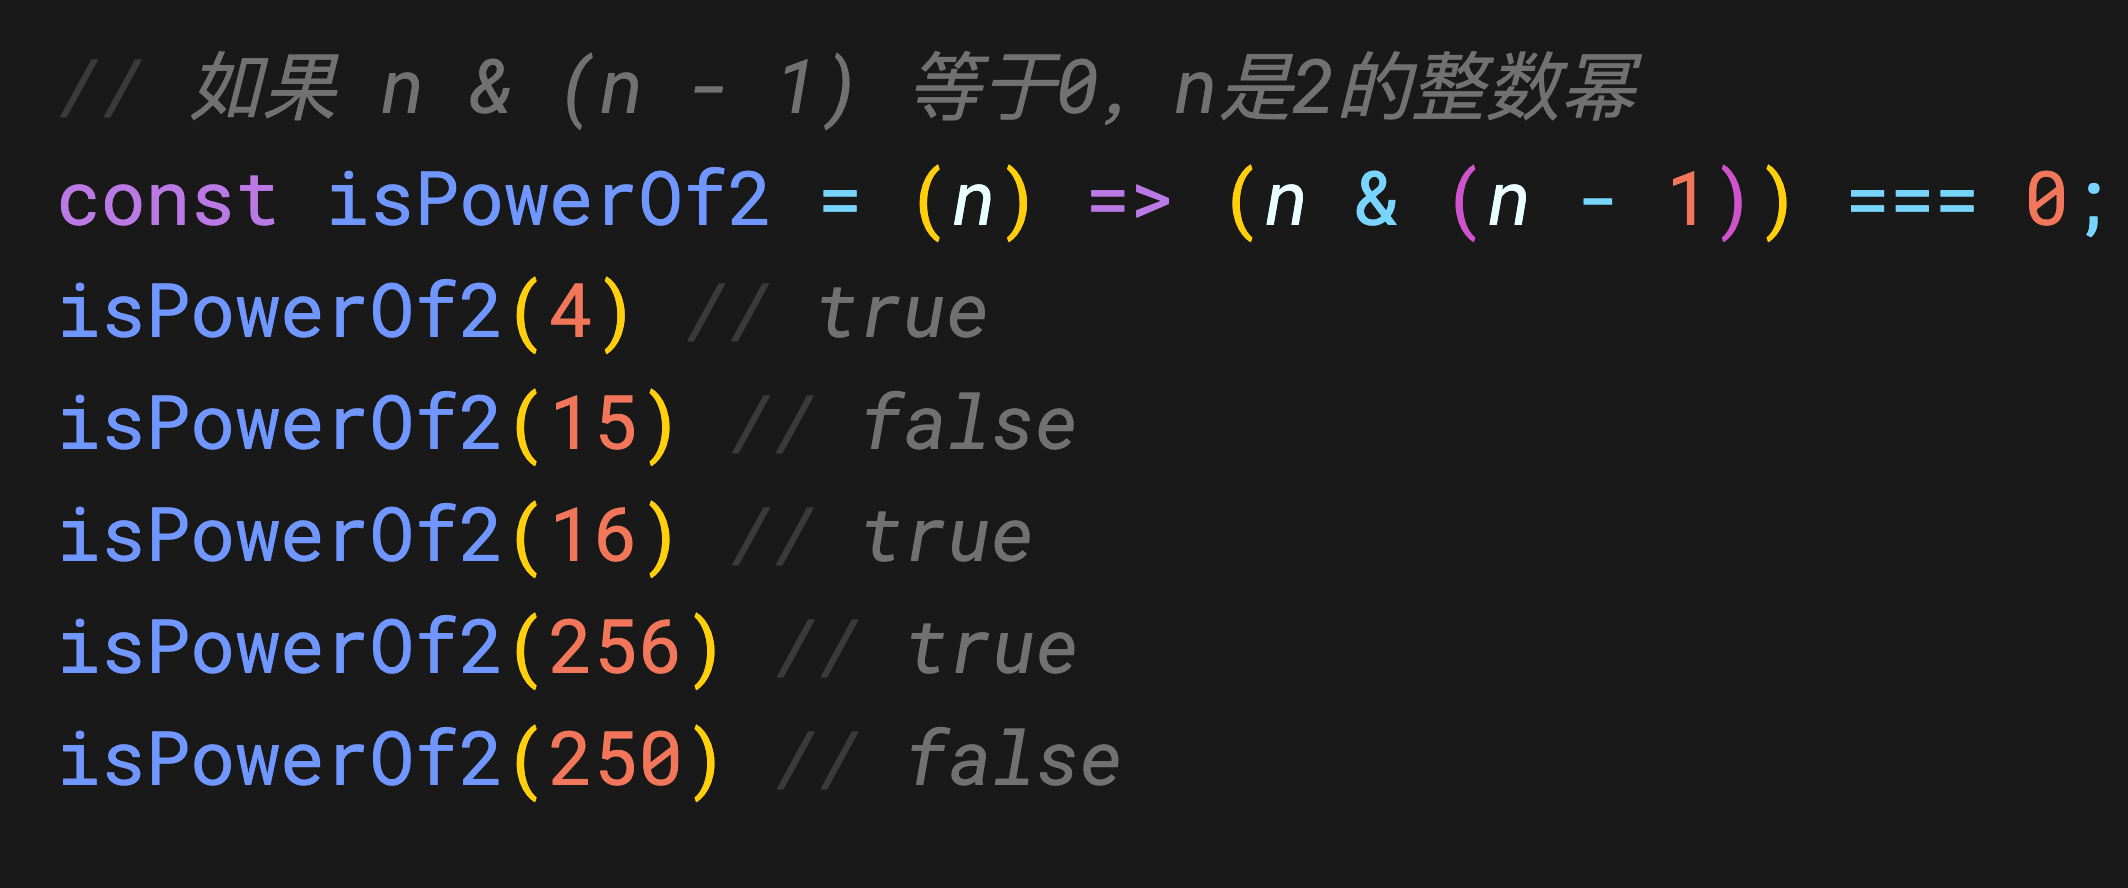 // 如果 n & (n - 1) 等于0, n是2的整数幂
const isPowerOf2 = (n) => (n & (n - 1)) === 0;
isPowerOf2(4) // true
isPowerOf2(15) // false
isPowerOf2(16) // true
isPowerOf2(256) // true
isPowerOf2(250) // false